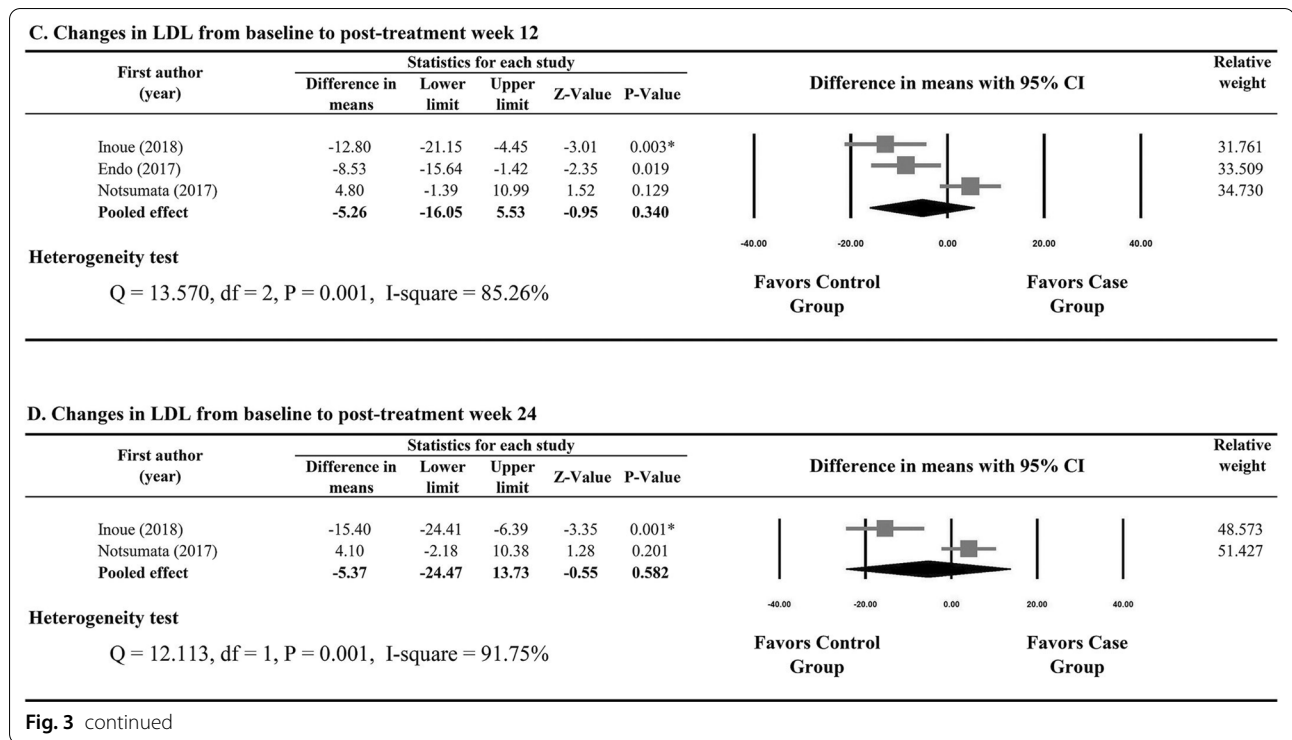 C. Changes in LDL from baseline to post-treatment week 12
First author (year) Statistics for each study Difference in means with 95% CI Relative weight
Difference in means Lower limit Upper limit Z-Value P-Value
Inoue (2018) -12.80 -21.15 -4.45 -3.01 0.003* 31.761
Endo (2017) -8.53 -15.64 -1.42 -2.35 0.019 33.509
Notsumata (2017) 4.80 -1.39 10.99 1.52 0.129 34.730
Pooled effect -5.26 -16.05 5.53 -0.95 0.340
-40.00 -20.00 0.00 20.00 40.00
Heterogeneity test
Q = 13.570, df = 2, P = 0.001, I-square = 85.26%
Favors Control Group Favors Case Group
D. Changes in LDL from baseline to post-treatment week 24
First author (year) Statistics for each study Difference in means with 95% CI Relative weight
Difference in means Lower limit Upper limit Z-Value P-Value
Inoue (2018) -15.40 -24.41 -6.39 -3.35 0.001* 48.573
Notsumata (2017) 4.10 -2.18 10.38 1.28 0.201 51.427
Pooled effect -5.37 -24.47 13.73 -0.55 0.582
-40.00 -20.00 0.00 20.00 40.00
Heterogeneity test
Q = 12.113, df = 1, P = 0.001, I-square = 91.75%
Favors Control Group Favors Case Group
Fig. 3 continued